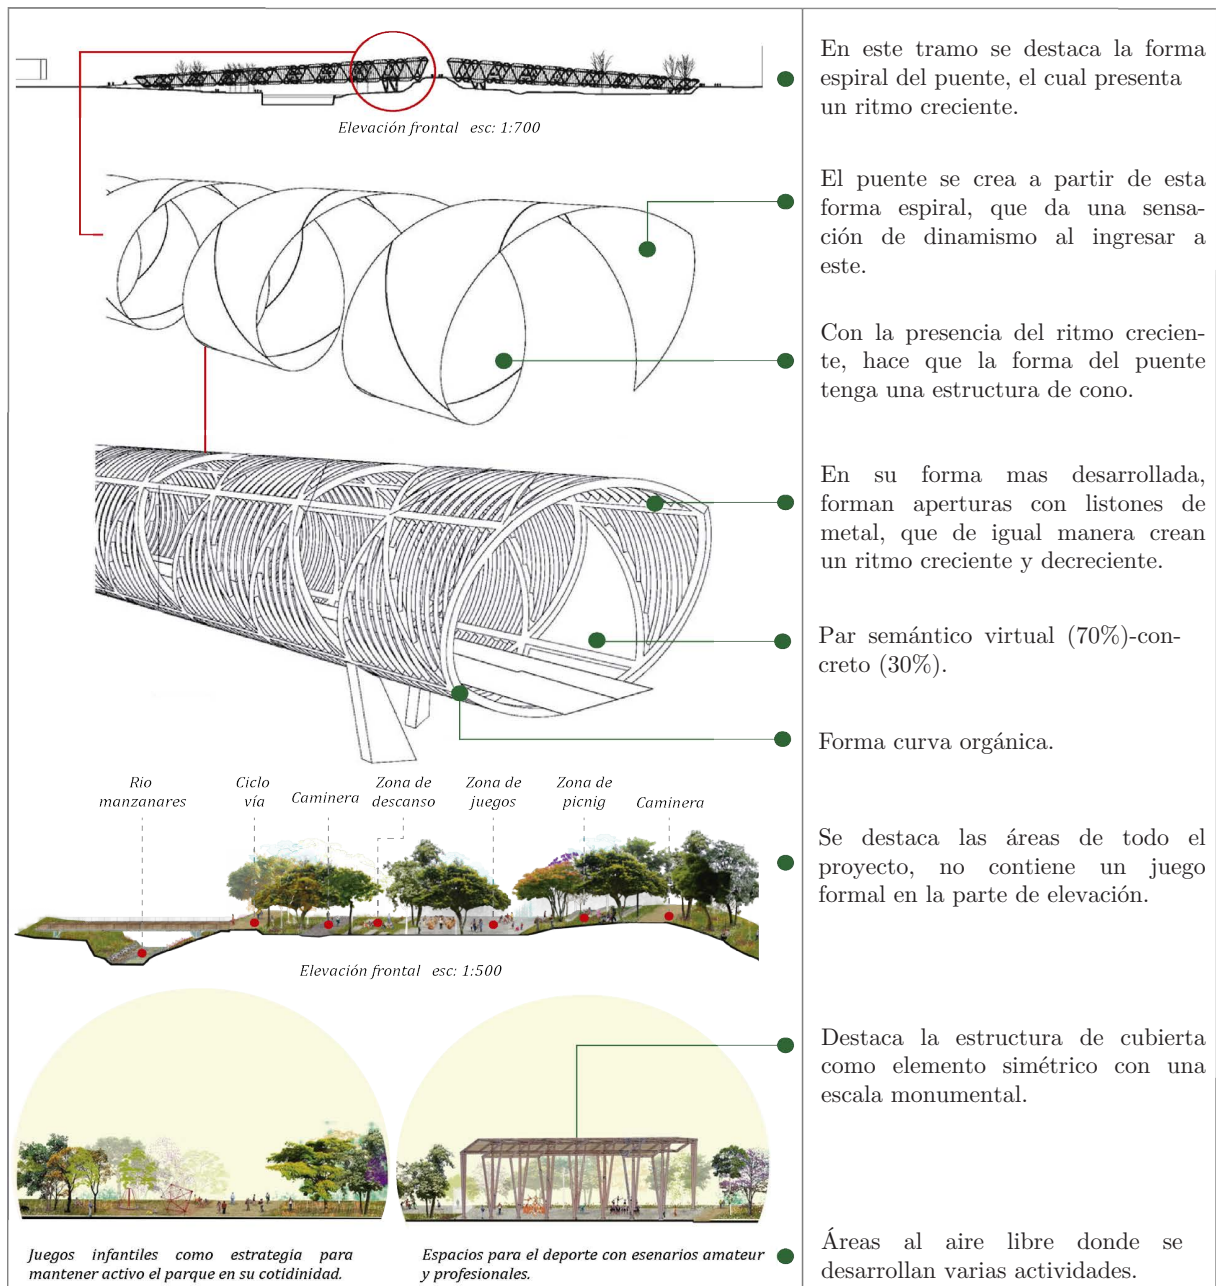 En este tramo se destaca la forma
espiral del puente, el cual presenta
un ritmo creciente.
Elevación frontal esc: 1:700
El puente se crea a partir de esta
forma espiral, que da una sensa-
ción de dinamismo al ingresar a
este.
Con la presencia del ritmo crecien-
te, hace que la forma del puente
tenga una estructura de cono.
En su forma mas desarrollada,
forman aperturas con listones de
metal, que de igual manera crean
un ritmo creciente y decreciente.
Par semántico virtual (70%)-con-
creto (30%).
Forma curva orgánica.
Rio
manzanares
Ciclo
vía
Caminera
Zona de
descanso
Zona de
juegos
Zona de
picnig
Caminera
Se destaca las áreas de todo el
proyecto, no contiene un juego
formal en la parte de elevación.
Elevación frontal esc: 1:500
Destaca la estructura de cubierta
como elemento simétrico con una
escala monumental.
Juegos infantiles como estrategia para
mantener activo el parque en su cotidinidad.
Espacios para el deporte con esenarios amateur
y profesionales.
Áreas al aire libre donde se
desarrollan varias actividades.